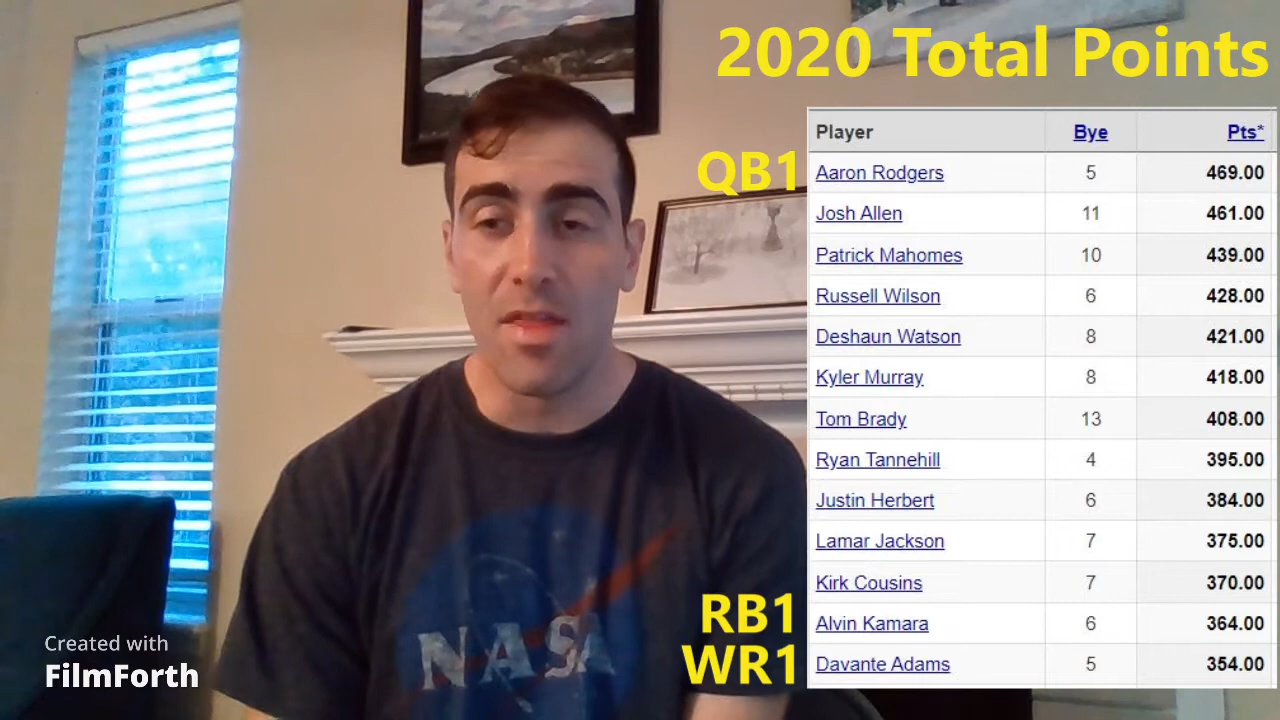 2020 Total Points
Player Bye Pts*
QB1 Aaron Rodgers 5 469.00
Josh Allen 11 461.00
Patrick Mahomes 10 439.00
Russell Wilson 6 428.00
Deshaun Watson 8 421.00
Kyler Murray 8 418.00
Tom Brady 13 408.00
Ryan Tannehill 4 395.00
Justin Herbert 6 384.00
Lamar Jackson 7 375.00
Kirk Cousins 7 370.00
RB1 Alvin Kamara 6 364.00
WR1 Davante Adams 5 354.00
NASA
Created with
FilmForth